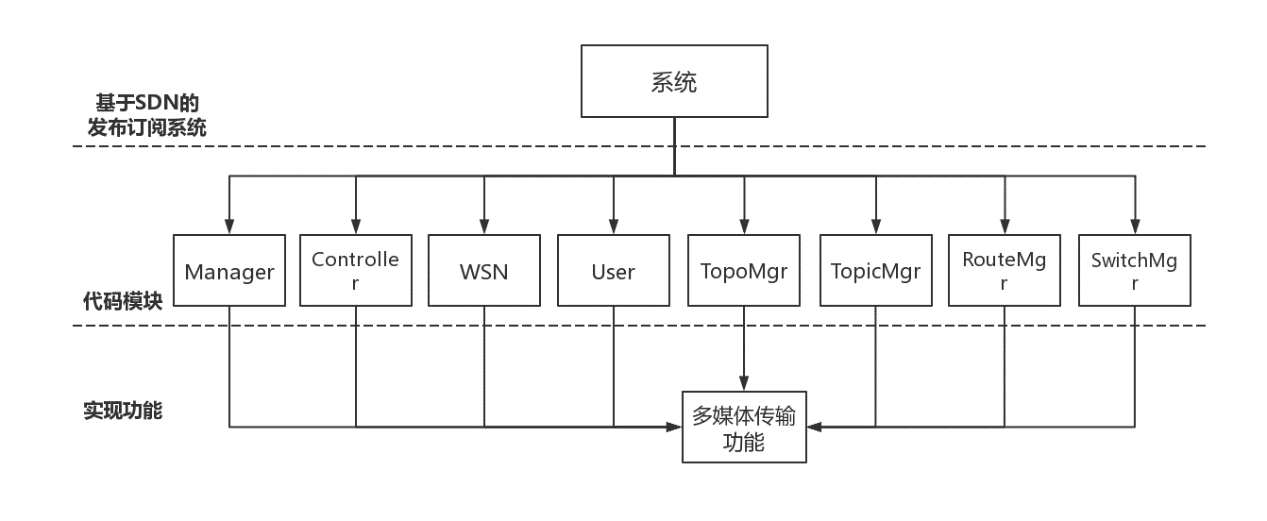 系统
基于SDN的
发布订阅系统
Manager
Controlle
r
WSN
User
TopoMgr
TopicMgr
RouteMg
r
SwitchMg
r
代码模块
实现功能
多媒体传输
功能